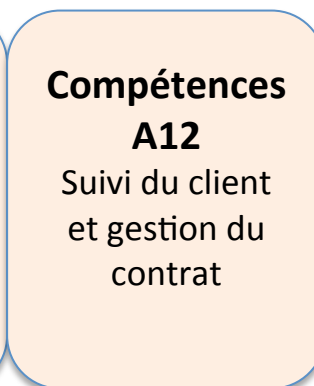 Compétences
A12
Suivi du client
et gestion du
contrat